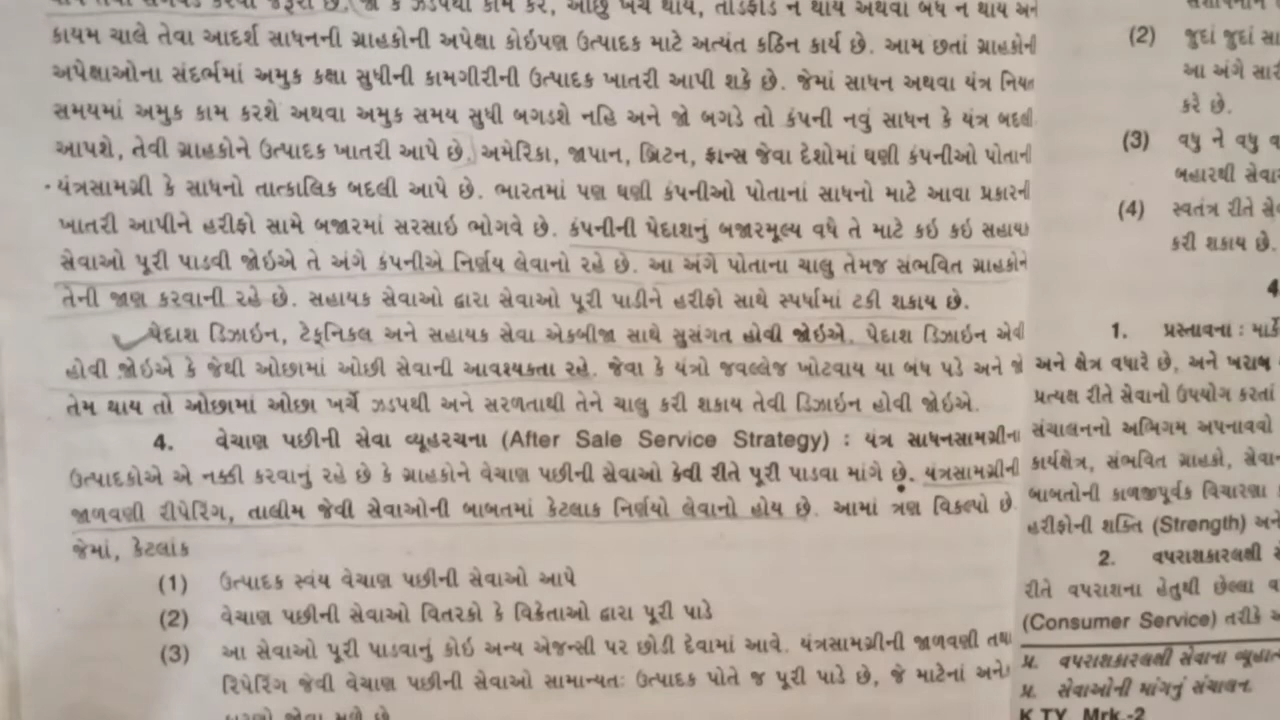 કાયમ ચાલે તેવા આદર્શ સાધનની ગ્રાહકોની અપેક્ષા કોઈપણ ઉત્પાદક માટે અત્યંત કઠિન કાર્ય છે. આમ છતાં ગ્રાહકોની
અપેક્ષાઓના સંદર્ભમાં અમુક કક્ષા સુધીની કામગીરીની ઉત્પાદક ખાતરી આપી શકે છે. જેમાં સાધન અથવા યંત્ર નિયત
સમયમાં અમુક કામ કરશે અથવા અમુક સમય સુધી બગડશે નહિ અને જો બગડે તો કંપની નવું સાધન કે યંત્ર બદલી
આપશે, તેવી ગ્રાહકોને ઉત્પાદક ખાતરી આપે છે. અમેરિકા, જાપાન, બ્રિટન, ફ્રાન્સ જેવા દેશોમાં ઘણી કંપનીઓ પોતાની
યંત્રસામગ્રી કે સાધનો તાત્કાલિક બદલી આપે છે. ભારતમાં પણ ઘણી કંપનીઓ પોતાનાં સાધનો માટે આવા પ્રકારની
ખાતરી આપીને હરીફો સામે બજારમાં સરસાઇ ભોગવે છે. કંપનીની પેદાશનું બજારમૂલ્ય વધે તે માટે કઇ કઇ સહાયક
સેવાઓ પૂરી પાડવી જોઇએ તે અંગે કંપનીએ નિર્ણય લેવાનો રહે છે. આ અંગે પોતાના ચાલુ તેમજ સંભવિત ગ્રાહકોને
તેની જાણ કરવાની રહે છે. સહાયક સેવાઓ દ્વારા સેવાઓ પૂરી પાડીને હરીફો સાથે સ્પર્ધામાં ટકી શકાય છે.
પેદાશ ડિઝાઇન, ટેકનિકલ અને સહાયક સેવા એકબીજા સાથે સુસંગત હોવી જોઈએ. પેદાશ ડિઝાઇન એવી
હોવી જોઇએ કે જેથી ઓછામાં ઓછી સેવાની આવશ્યકતા રહે. જેવા કે યંત્રો જવલ્લેજ ખોટવાય યા બંધ પડે અને જો
તેમ થાય તો ઓછામાં ઓછા ખર્ચે ઝડપથી અને સરળતાથી તેને ચાલુ કરી શકાય તેવી ડિઝાઇન હોવી જોઈએ.
4. વેચાણ પછીની સેવા વ્યૂહરચના (After Sale Service Strategy) : યંત્ર સાધનસામગ્રીના
ઉત્પાદકોએ એ નક્કી કરવાનું રહે છે કે ગ્રાહકોને વેચાણ પછીની સેવાઓ કેવી રીતે પૂરી પાડવા માંગે છે. યંત્રસામગ્રીની
જાળવણી રીપેરિંગ, તાલીમ જેવી સેવાઓની બાબતમાં કેટલાક નિર્ણયો લેવાનો હોય છે. આમાં ત્રણ વિકલ્પો છે.
જેમાં, કેટલાંક
(1) ઉત્પાદક સ્વંય વેચાણ પછીની સેવાઓ આપે
(2) વેચાણ પછીની સેવાઓ વિતરકો કે વિક્રેતાઓ દ્વારા પૂરી પાડે
(3) આ સેવાઓ પૂરી પાડવાનું કોઇ અન્ય એજન્સી પર છોડી દેવામાં આવે. યંત્રસામગ્રીની જાળવણી તથા
રિપેરિંગ જેવી વેચાણ પછીની સેવાઓ સામાન્યતઃ ઉત્પાદક પોતે જ પૂરી પાડે છે, જે માટેનાં
(2) જુદાં જુદાં
આ અંગે
કરે છે.
(3) વધુ ને વધુ
બહારથી
(4) સ્વતંત્ર રીતે
કરી શકાય છે.
1. પ્રસ્તાવના :
અને ક્ષેત્ર વધારે છે, અને ખરાબ
પ્રત્યક્ષ રીતે સેવાનો ઉપયોગ કરતાં
સંચાલનનો અભિગમ અપનાવવો
કાર્યક્ષેત્ર, સંભવિત ગ્રાહકો,
બાબતોની કાળજીપૂર્વક વિચારણા
હરીફોની શક્તિ (Strength)
2. વપરાશકારલક્ષી
રીતે વપરાશના હેતુથી છેલ્લા
(Consumer Service) તરીકે
પ્ર. વપરાશકારલક્ષી સેવાના
પ્ર. સેવાઓની માંગનું સંચાલન.
K.TY. Mrk.-2